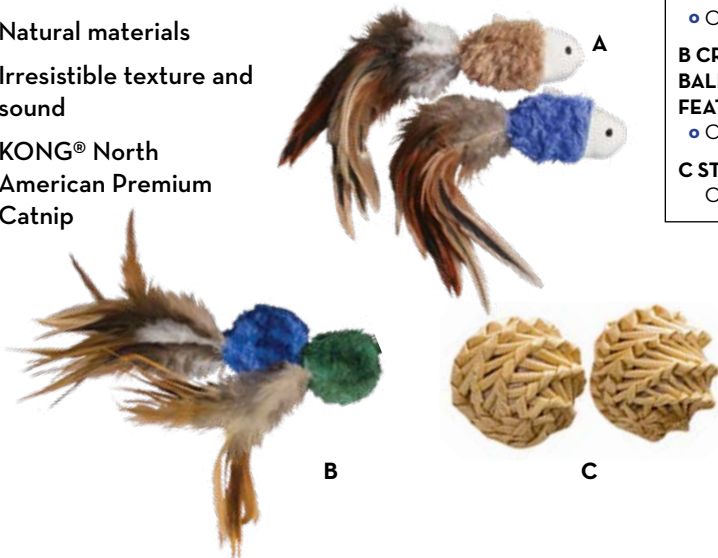 Natural materials
Irresistible texture and
sound
KONG® North
American Premium
Catnip
A
B
C
B CR
BAL
FEAT
C ST